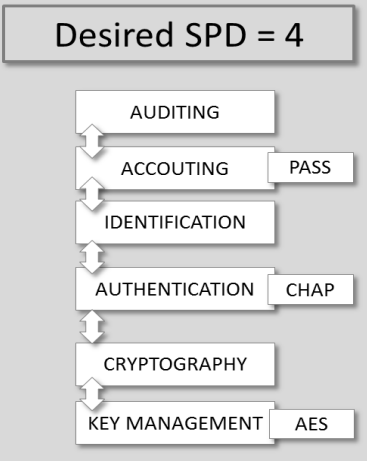 Desired SPD = 4
AUDITING
ACCOUTING PASS
IDENTIFICATION
AUTHENTICATION CHAP
CRYPTOGRAPHY
KEY MANAGEMENT AES